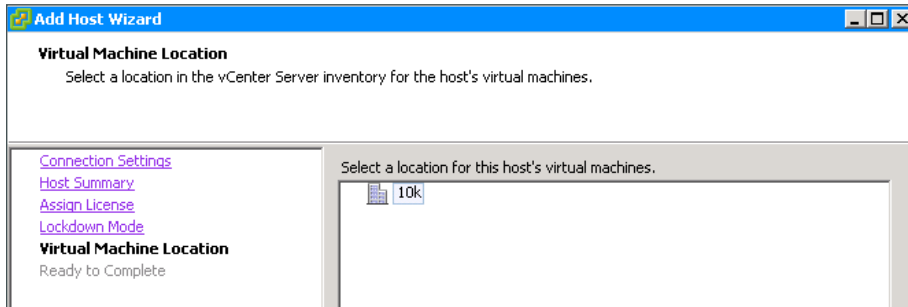 Add Host Wizard
Virtual Machine Location
Select a location in the vCenter Server inventory for the host's virtual machines.
Connection Settings
Host Summary
Assign License
Lockdown Mode
Virtual Machine Location
Ready to Complete
Select a location for this host's virtual machines.
10k